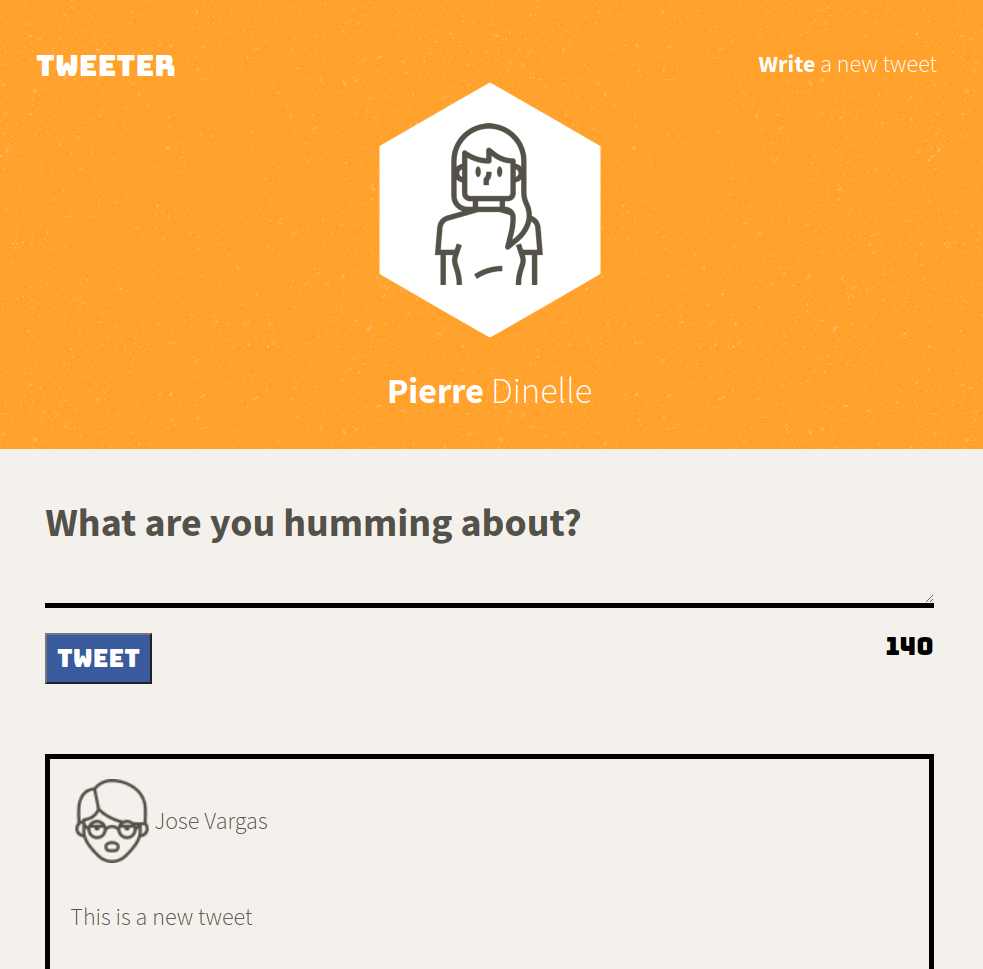 TWEETER
Write a new tweet
Pierre Dinelle
What are you humming about?
TWEET
140
Jose Vargas
This is a new tweet